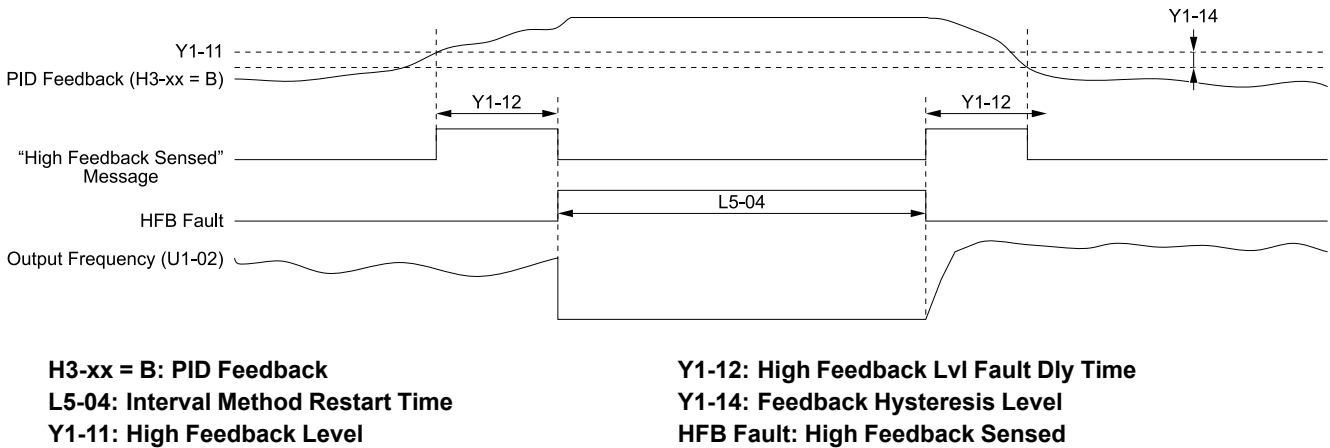 Y1-14
Y1-11
PID Feedback (H3-xx = B)
Y1-12
Y1-12
“High Feedback Sensed”
Message
L5-04
HFB Fault
Output Frequency (U1-02)
H3-xx = B: PID Feedback
L5-04: Interval Method Restart Time
Y1-11: High Feedback Level
Y1-12: High Feedback Lvl Fault Dly Time
Y1-14: Feedback Hysteresis Level
HFB Fault: High Feedback Sensed